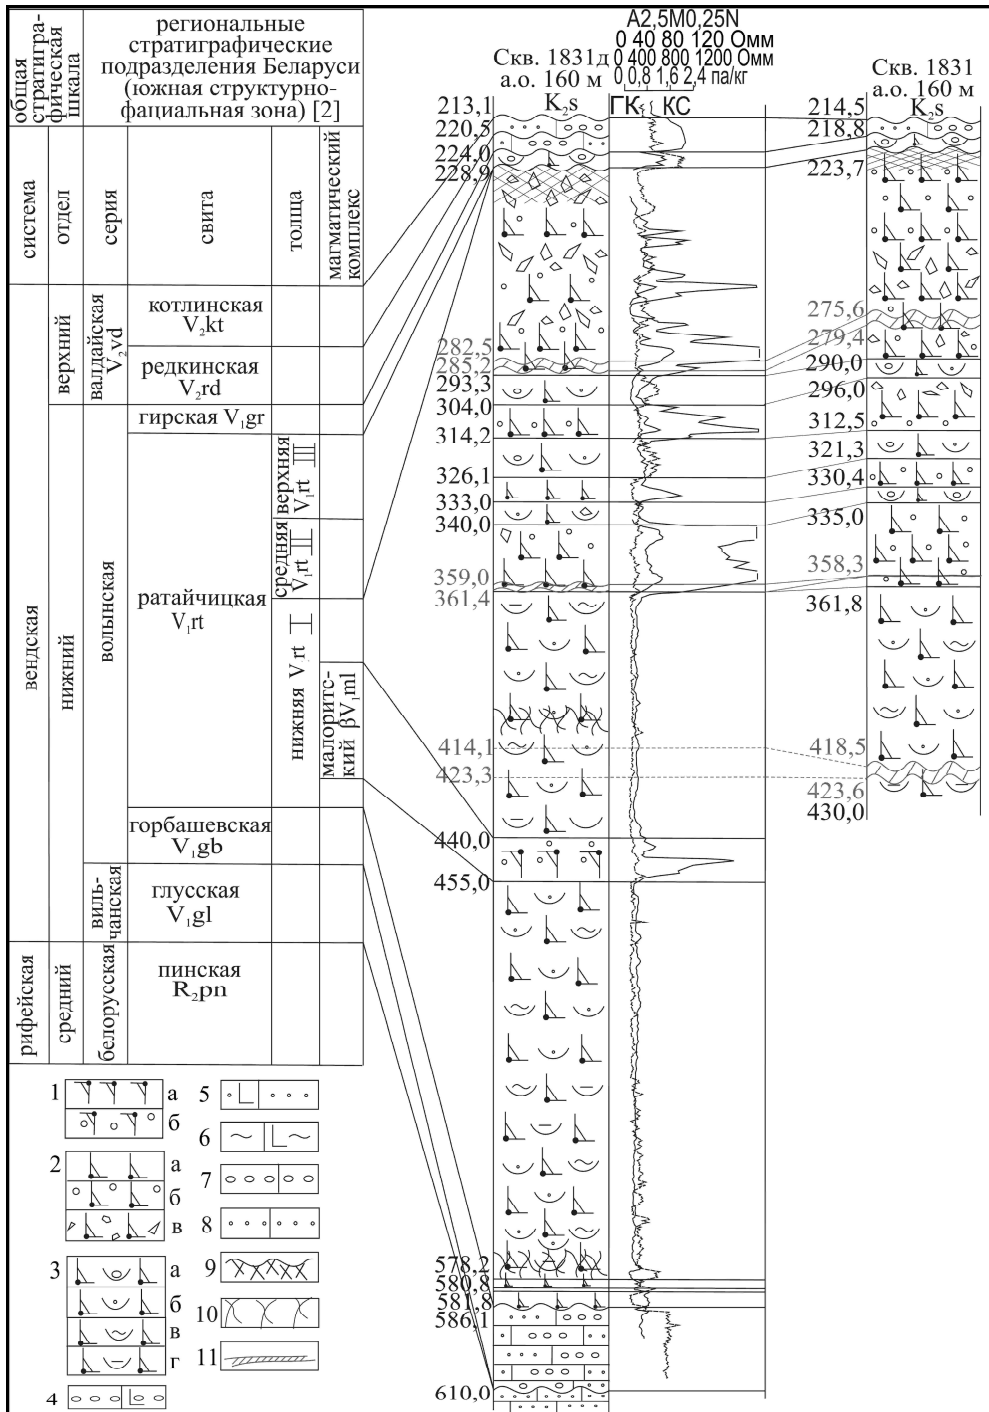 общая
стратигра-
фическая
шкала
региональные
стратиграфические
подразделения Беларуси
(южная структурно-
фациальная зона) [2]
система
отдел
серия
свита
толща
магматический
комплекс
вендская
верхний
валдайская
V₂vd
котлинская
V₂kt
редкинская
V₂rd
нижний
волынская
гирская V₁gr
ратайчицкая
V₁rt
верхняя
V₁rt III
средняя
V₁rt II
нижняя V₁rt I
малоритс-
кий βV₁ml
горбашевская
V₁gb
виль-
чанская
глусская
V₁gl
рифейская
средний
белорусская
пинская
R₂pn
1 а
б
2 а
б
в
3 а
б
в
г
4
5
6
7
8
9
10
11
Скв. 1831д
а.о. 160 м
K₂s
213,1
220,5
224,0
228,9
282,5
285,2
293,3
304,0
314,2
326,1
333,0
340,0
359,0
361,4
414,1
423,3
440,0
455,0
578,2
580,8
581,8
586,1
610,0
A2,5M0,25N
0 40 80 120 Омм
0 400 800 1200 Омм
0 0,8 1,6 2,4 па/кг
ГК КС
Скв. 1831
а.о. 160 м
K₂s
214,5
218,8
223,7
275,6
279,4
290,0
296,0
312,5
321,3
330,4
335,0
358,3
361,8
418,5
423,6
430,0